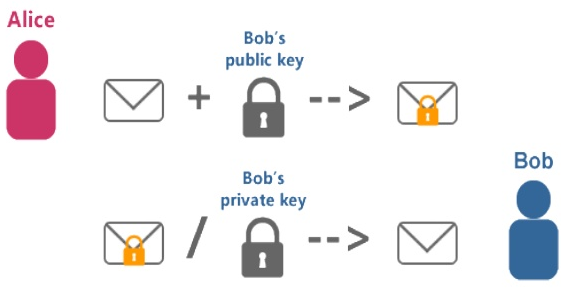 Alice
Bob's
public key
+
-->
Bob's
private key
Bob
/
-->